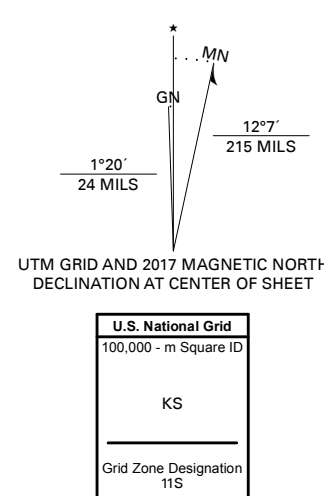 ★
MN
GN
12°7´
215 MILS
1°20´
24 MILS
UTM GRID AND 2017 MAGNETIC NORTH
DECLINATION AT CENTER OF SHEET
U.S. National Grid
100,000 - m Square ID
KS
Grid Zone Designation
11S